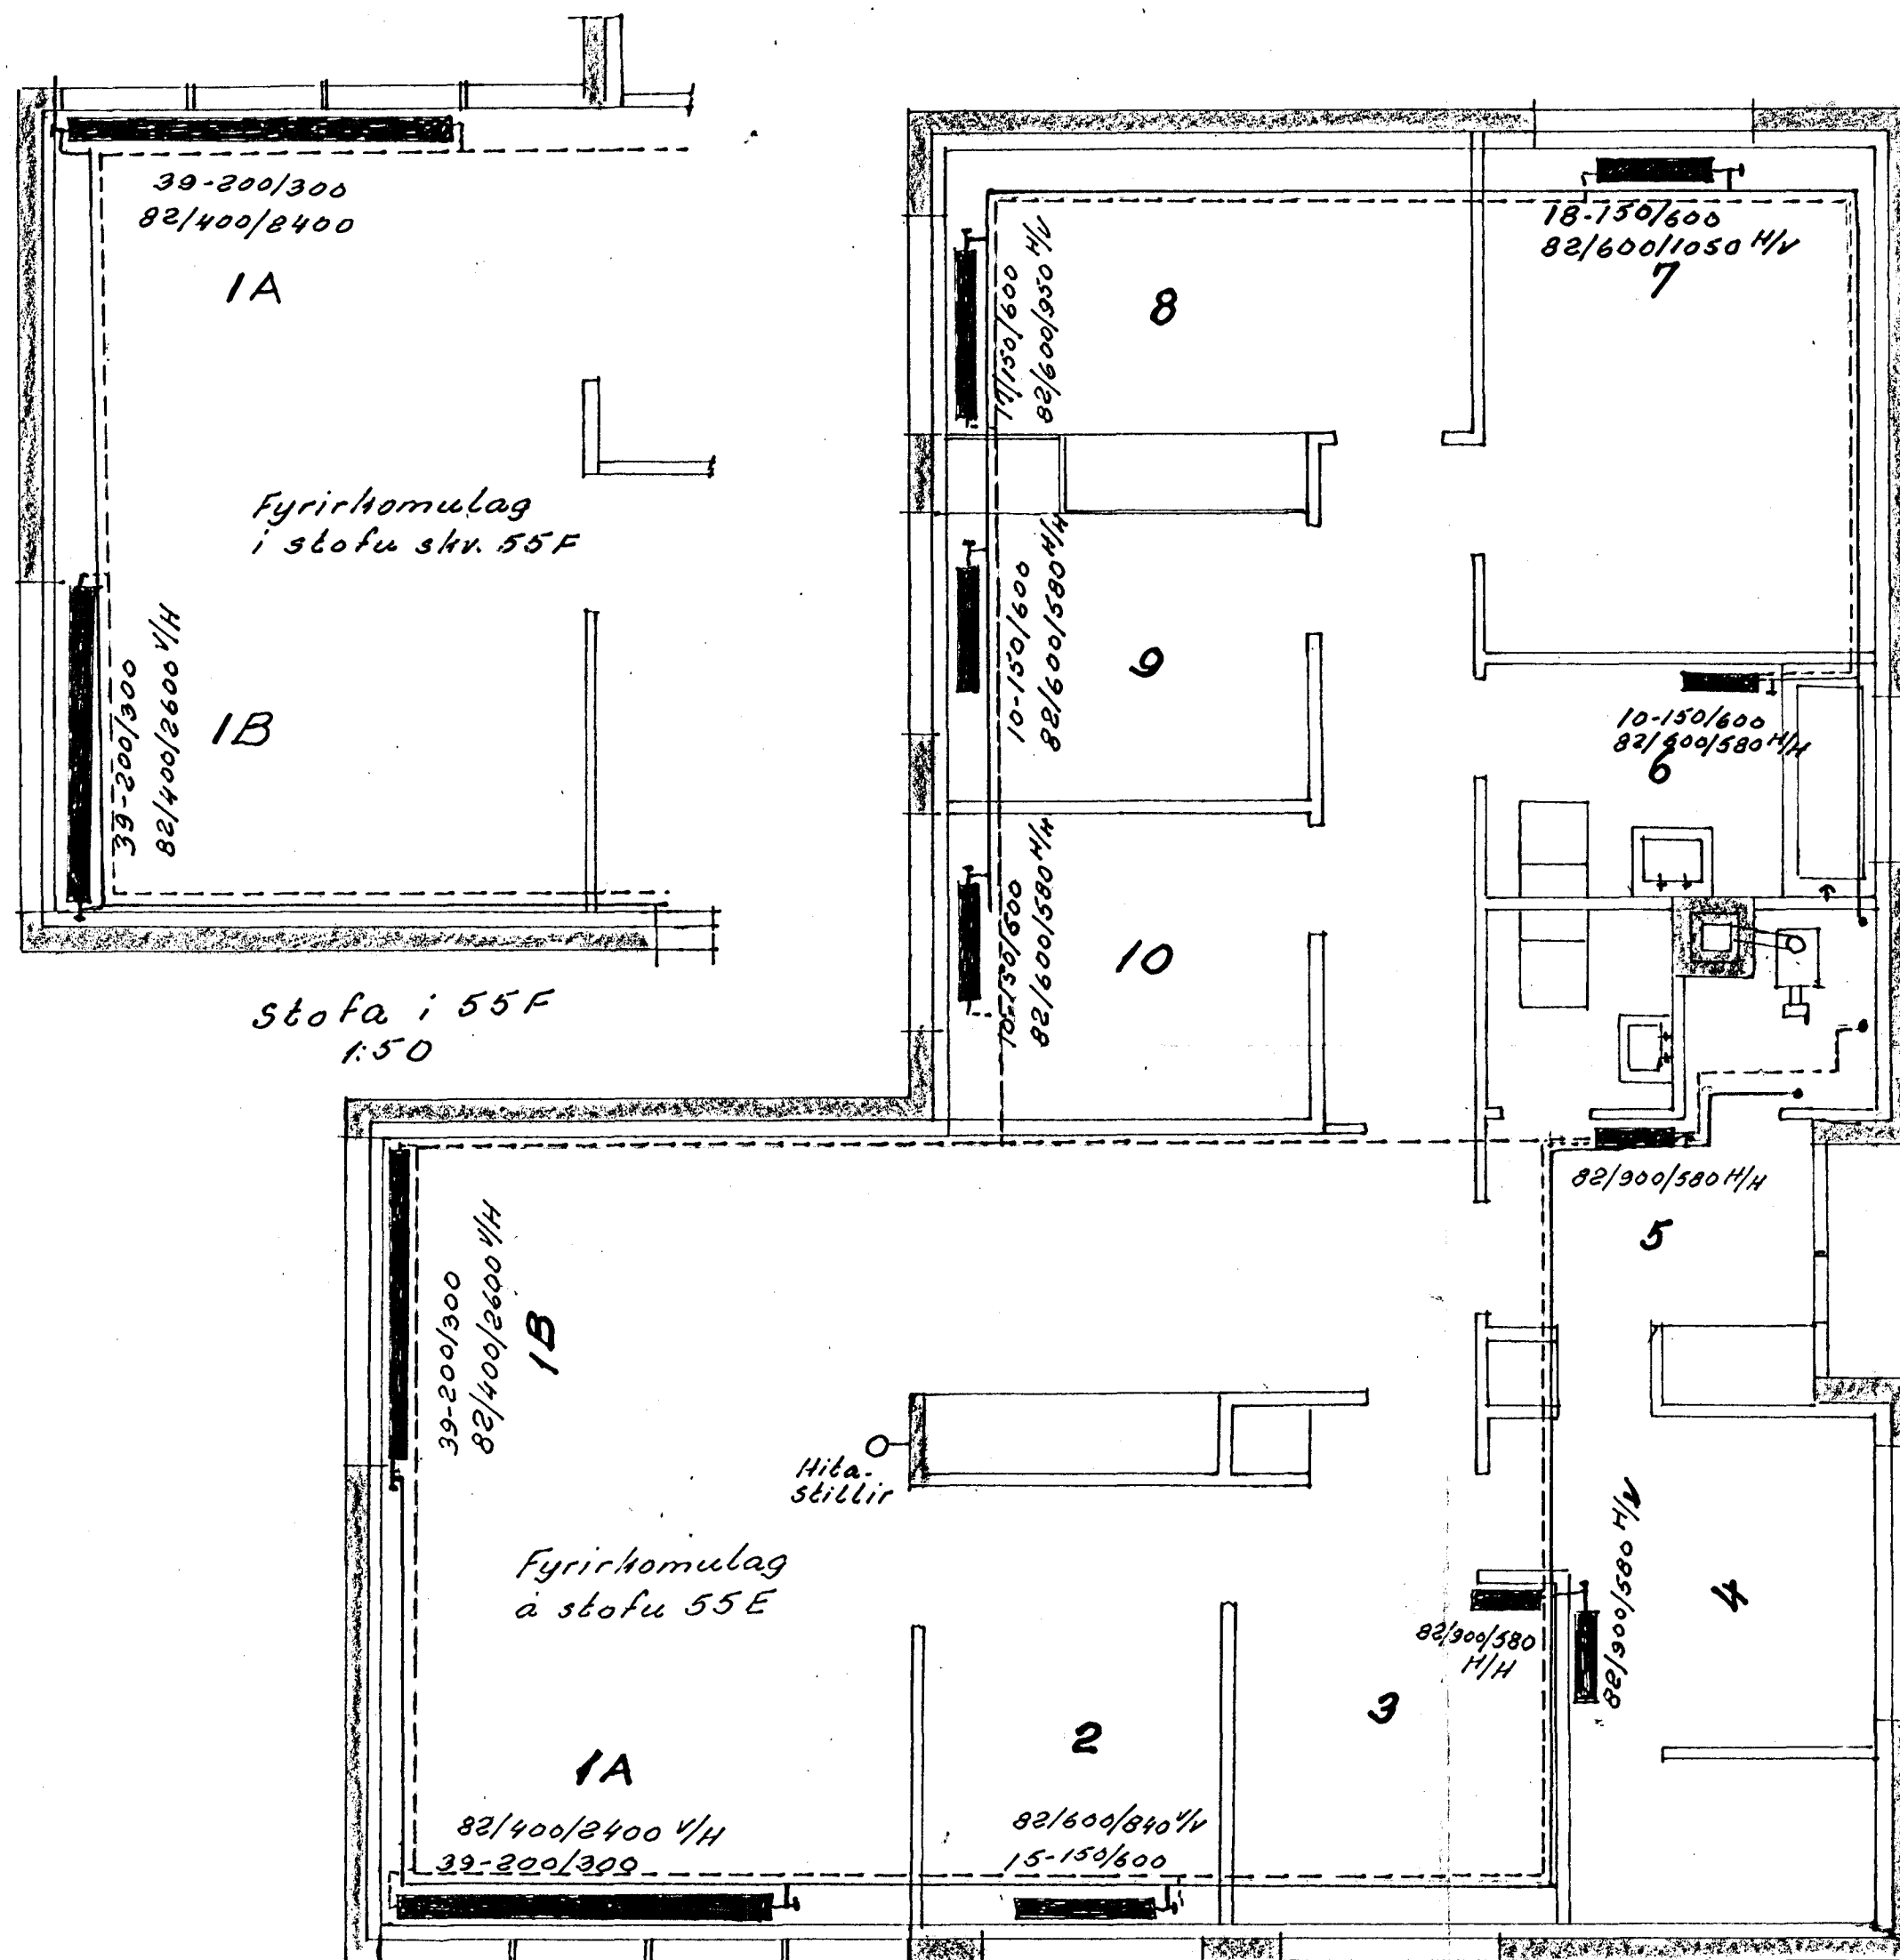 39-200/300
82/400/2400
1A
Fyrirkomulag
i stofu skv. 55F
39-200/300
82/400/2600 V/H
1B
Stofa i 55F
1:50
17/150/600
82/600/950 H/V
8
18-150/600
82/600/1050 H/V
7
10-150/600
82/600/580 H/H
9
10-150/600
82/600/580 H/H
6
10-150/600
82/600/580 H/H
10
82/900/580 H/H
5
39-200/300
82/400/2600 V/H
1B
Hita-
stillir
Fyrirkomulag
á stofu 55E
82/900/580
H/H
82/900/580 H/V
4
3
2
1A
82/400/2400 V/H
39-200/300
82/600/840 V/V
15-150/600